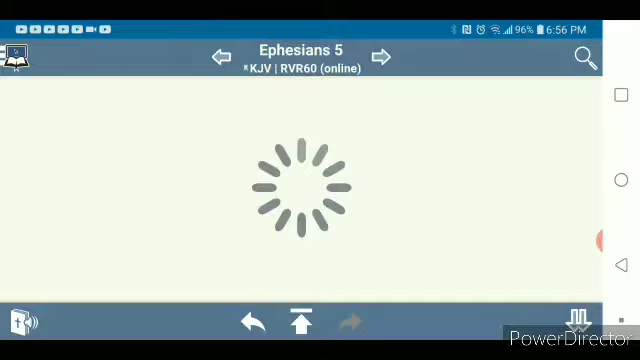 96% 6:56 PM
Ephesians 5
*KJV | RVR60 (online)
PowerDirector